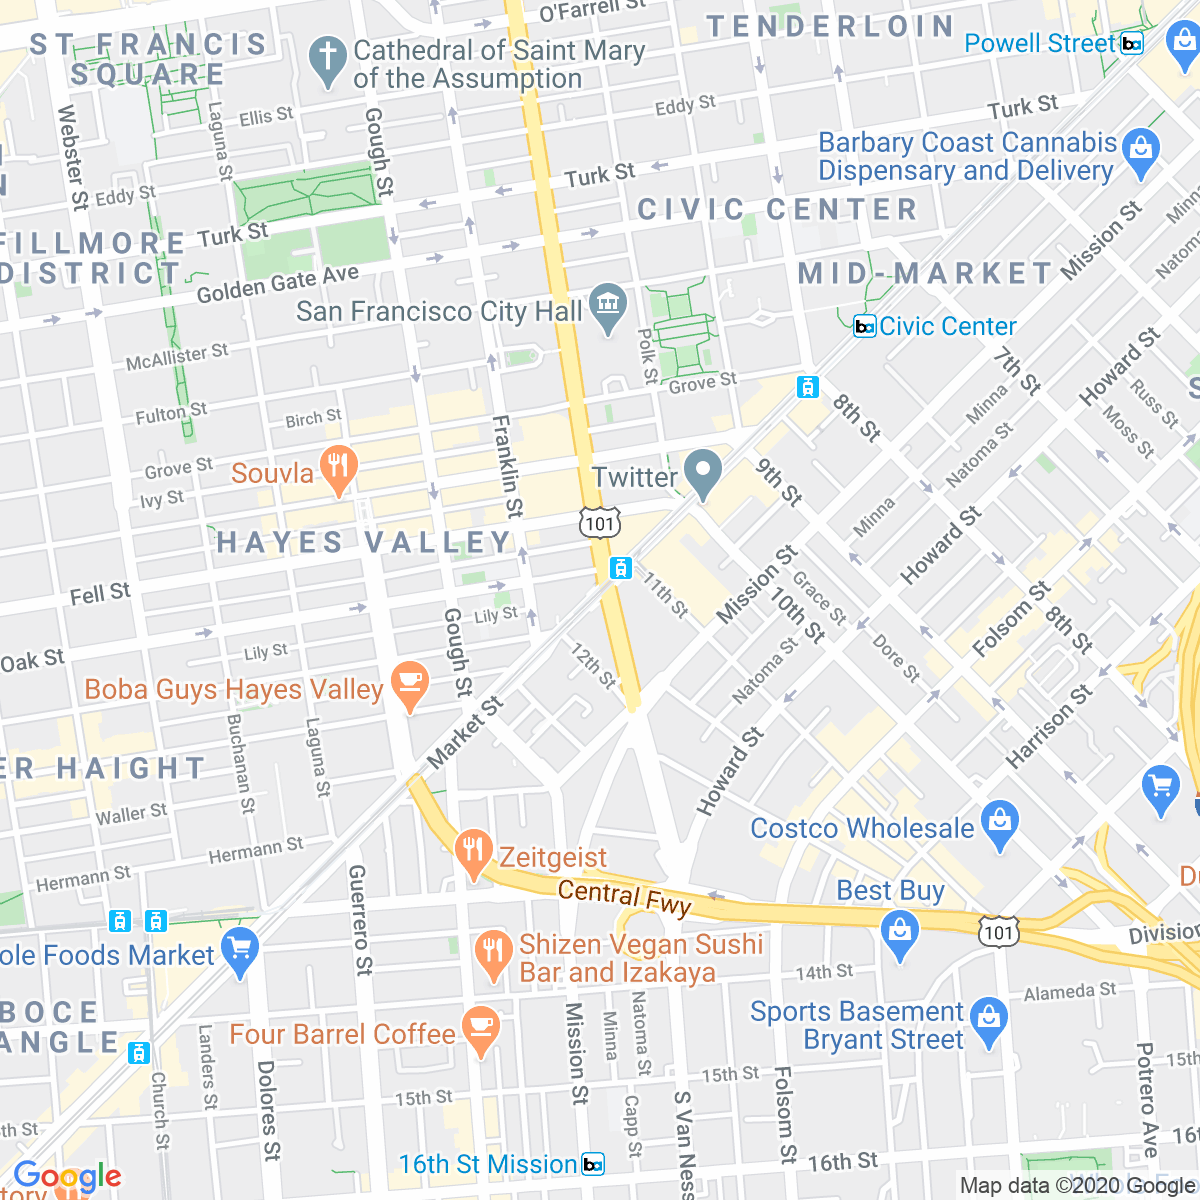 O'Farrell St
TENDERLOIN
ST FRANCIS
SQUARE
Cathedral of Saint Mary
of the Assumption
Powell Street
Webster St
Laguna St
Ellis St
Gough St
Eddy St
Turk St
Barbary Coast Cannabis
Dispensary and Delivery
Eddy St
Turk St
Minna
Mission St
Natoma
CIVIC CENTER
FILLMORE
DISTRICT
Turk St
Golden Gate Ave
MID-MARKET
San Francisco City Hall
Civic Center
Polk St
McAllister St
Grove St
7th St
Howard St
Russ St
Moss St
Minna
Natoma St
Fulton St
Birch St
Franklin St
8th St
Grove St
Ivy St
Souvla
Twitter
9th St
Minna
Howard St
101
HAYES VALLEY
Fell St
11th St
Mission St
Grace St
10th St
Folsom St
8th St
Lily St
Gough St
Oak St
Lily St
12th St
Natoma St
Dore St
Boba Guys Hayes Valley
Market St
Harrison St
Buchanan St
Laguna St
Howard St
ER HAIGHT
Waller St
Costco Wholesale
Hermann St
Zeitgeist
Hermann St
Guerrero St
Central Fwy
Best Buy
101
Division
ole Foods Market
Shizen Vegan Sushi
Bar and Izakaya
14th St
Natoma St
Minna
Mission St
Alameda St
BOCE
ANGLE
Four Barrel Coffee
Sports Basement
Bryant Street
Landers St
Dolores St
Church St
15th St
15th St
Capp St
S Van Ness
Folsom St
Potrero Ave
16th St Mission
16th St
16th
Google
tory
Map data ©2020 Google